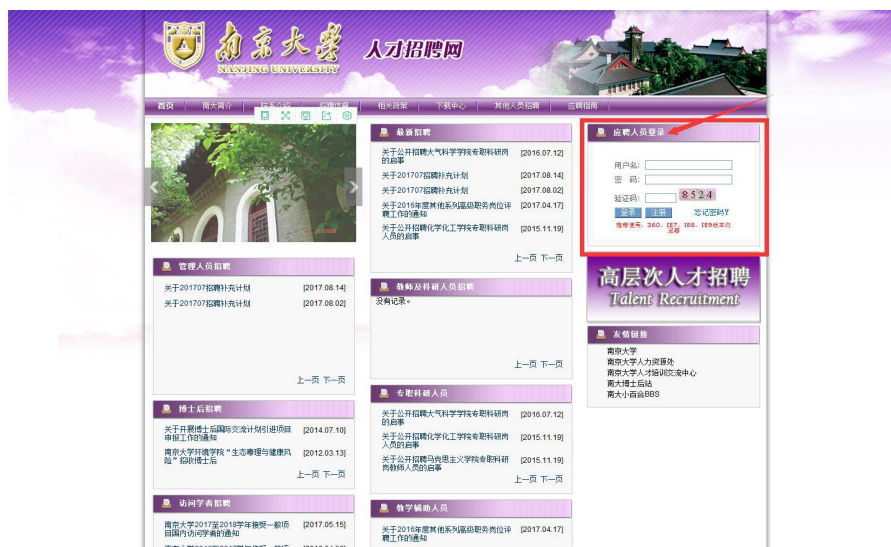 南京大学
NANJING UNIVERSITY
人才招聘网
首页 南大简介 院系介绍 招聘信息 相关政策 下载中心 其他人员招聘 应聘指南
最新招聘
关于公开招聘大气科学学院专职科研岗 [2016.07.12]
的启事
关于201707招聘补充计划 [2017.08.14]
关于201707招聘补充计划 [2017.08.02]
关于2016年度其他系列高级职务岗位评 [2017.04.17]
聘工作的通知
关于公开招聘化学化工学院专职科研岗 [2015.11.19]
人员的启事
上一页 下一页
应聘人员登录
用户名:
密 码:
验证码: 8524
登录 注册 忘记密码?
推荐使用: 360、IE7、IE8、IE9版本浏
览器
管理人员招聘
关于201707招聘补充计划 [2017.08.14]
关于201707招聘补充计划 [2017.08.02]
上一页 下一页
教师及科研人员招聘
没有记录。
上一页 下一页
高层次人才招聘
Talent Recruitment
友情链接
南京大学
南京大学人力资源处
南京大学人才培训交流中心
南大博士后站
南大小百合BBS
博士后招聘
关于开展博士后国际交流计划引进项目 [2014.07.10]
申报工作的通知
南京大学环境学院“生态毒理与健康风 [2012.03.13]
险”招收博士后
上一页 下一页
专职科研人员
关于公开招聘大气科学学院专职科研岗 [2016.07.12]
的启事
关于公开招聘化学化工学院专职科研岗 [2015.11.19]
人员的启事
关于公开招聘马克思主义学院专职科研 [2015.11.19]
岗教师人员的启事
上一页 下一页
访问学者招聘
南京大学2017至2018学年接受一般项 [2017.05.15]
目国内访问学者的通知
教学辅助人员
关于2016年度其他系列高级职务岗位评 [2017.04.17]
聘工作的通知